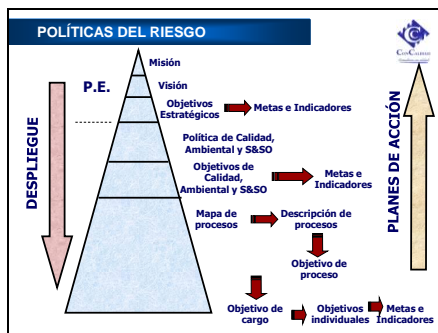 POLÍTICAS DEL RIESGO
Misión
P.E.
Visión
Objetivos
Estratégicos
Metas e Indicadores
Política de Calidad,
Ambiental y S&SO
Objetivos de
Calidad,
Ambiental y S&SO
Metas e
Indicadores
Mapa de
procesos
Descripción de
procesos
Objetivo de
proceso
Objetivo de
cargo
Objetivos
individuales
Metas e
Indicadores
DESPLIEGUE
PLANES DE ACCIÓN